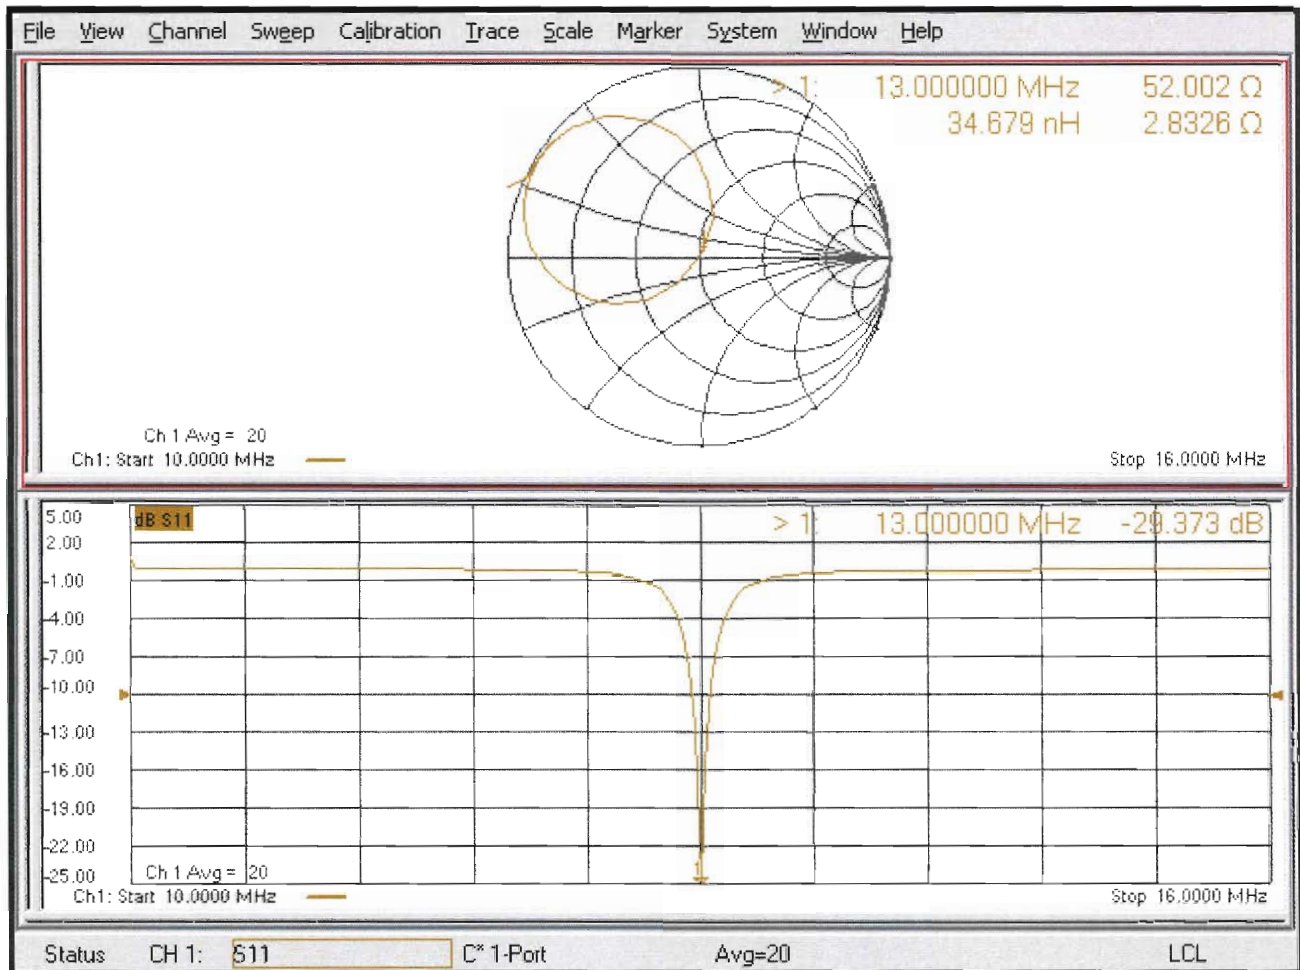 File View Channel Sweep Calibration Trace Scale Marker System Window Help
> 1: 13.000000 MHz 52.002 Ω
34.679 nH 2.8326 Ω
Ch 1 Avg = 20
Ch1: Start 10.0000 MHz
Stop 16.0000 MHz
5.00
dB S11
> 1: 13.000000 MHz -29.373 dB
2.00
-1.00
-4.00
-7.00
-10.00
-13.00
-16.00
-19.00
-22.00
-25.00
1
Ch 1 Avg = 20
Ch1: Start 10.0000 MHz
Stop 16.0000 MHz
Status CH 1: S11 C* 1-Port Avg=20 LCL